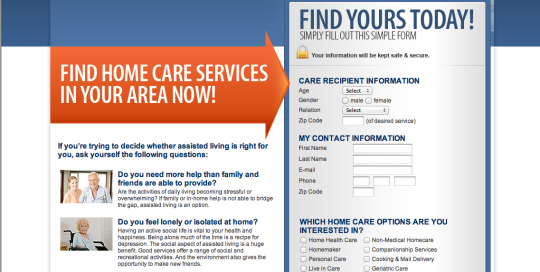 FIND HOME CARE SERVICES
IN YOUR AREA NOW!
If you're trying to decide whether assisted living is right for
you, ask yourself the following questions:
Do you need more help than family and
friends are able to provide?
Are the activities of daily living becoming stressful or
overwhelming? If family or in-home help is not able to bridge
the gap, assisted living is an option.
Do you feel lonely or isolated at home?
Having an active social life is vital to your health and
happiness. Being alone much of the time is a recipe for
depression. The social aspect of assisted living is a huge
benefit. Good services offer a range of social and
recreational activities. And the environment also gives the
opportunity to make new friends.
FIND YOURS TODAY!
SIMPLY FILL OUT THIS SIMPLE FORM
Your information will be kept safe & secure.
CARE RECIPIENT INFORMATION
Age Select
Gender male female
Relation Select
Zip Code (of desired service)
MY CONTACT INFORMATION
First Name
Last Name
E-mail
Phone
Zip Code
WHICH HOME CARE OPTIONS ARE YOU
INTERESTED IN?
Home Health Care Non-Medical Homecare
Homemaker Companionship Services
Personal Care Cooking & Mail Delivery
Live in Care Geriatric Care